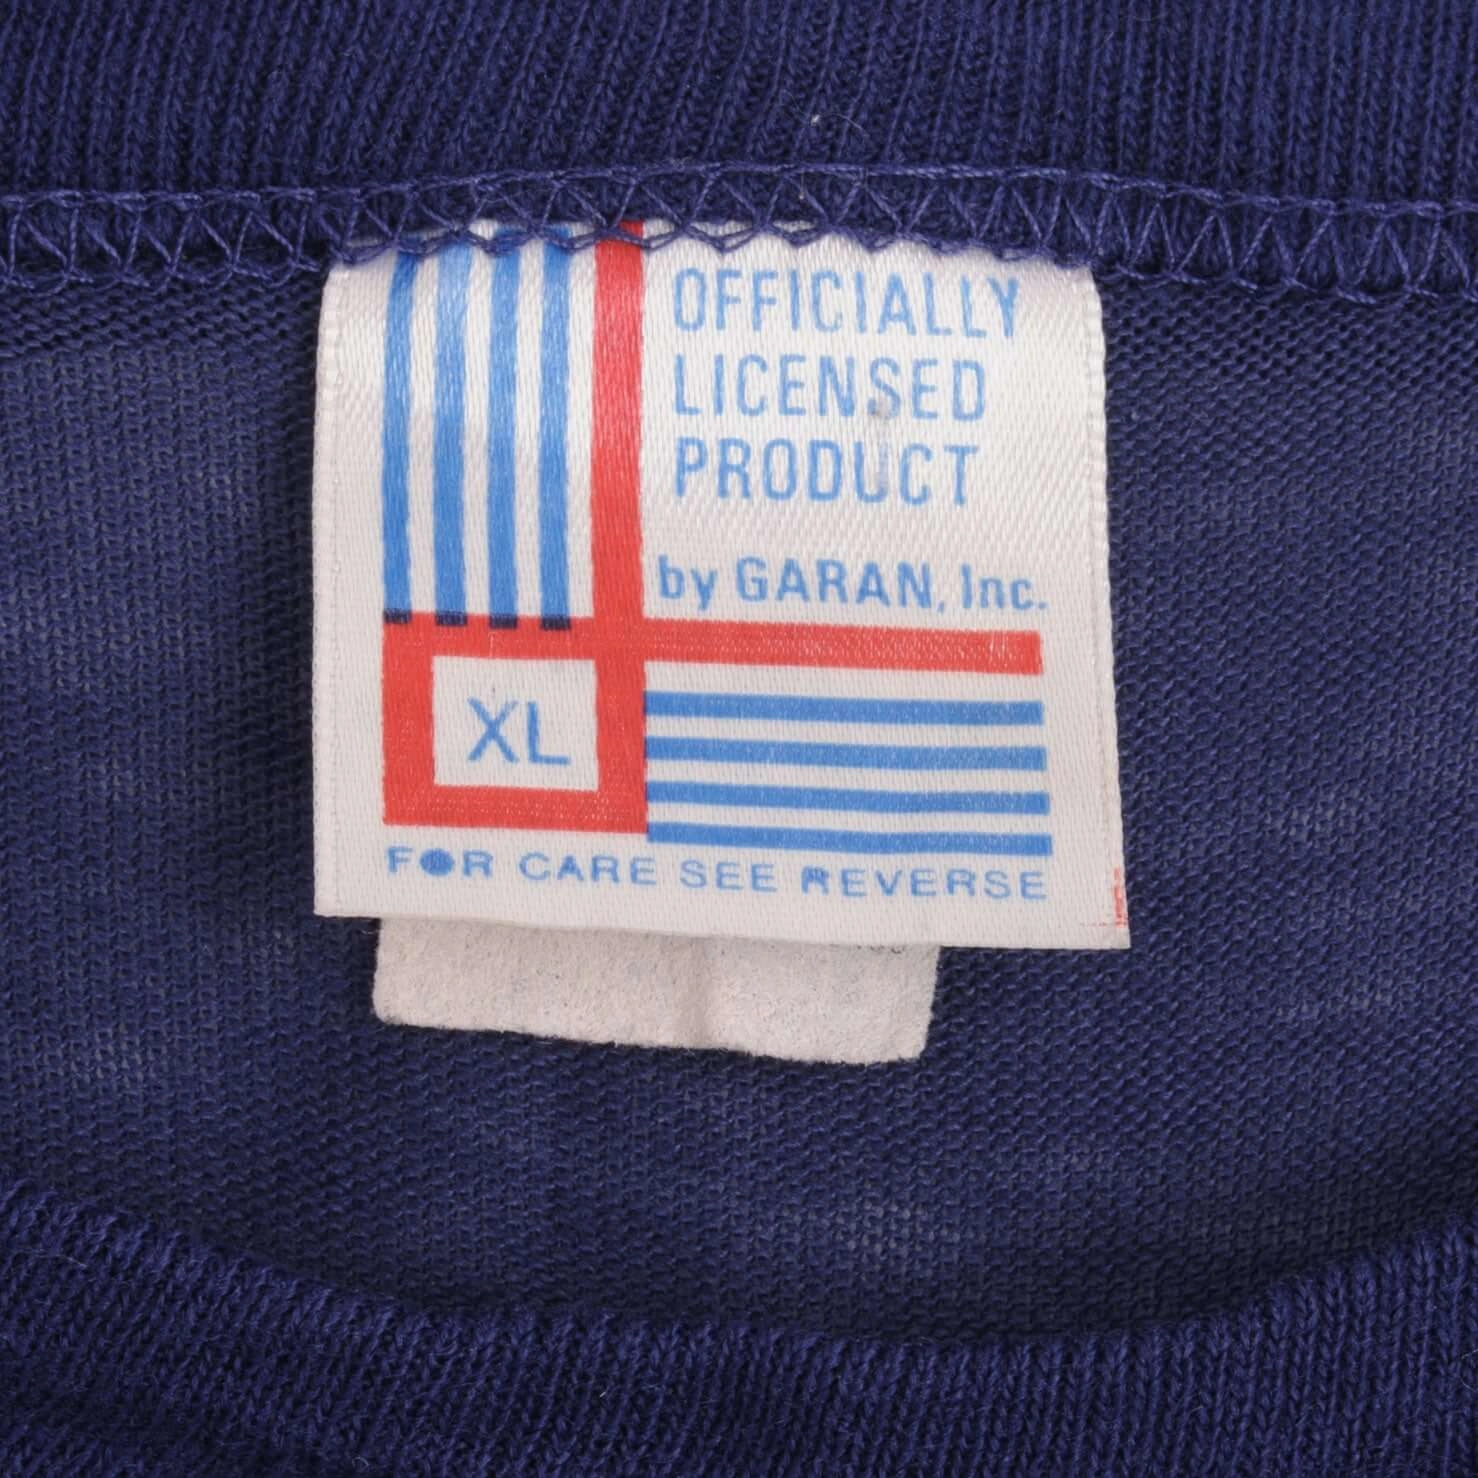 OFFICIALLY
LICENSED
PRODUCT
by GARAN, Inc.
XL
FOR CARE SEE REVERSE